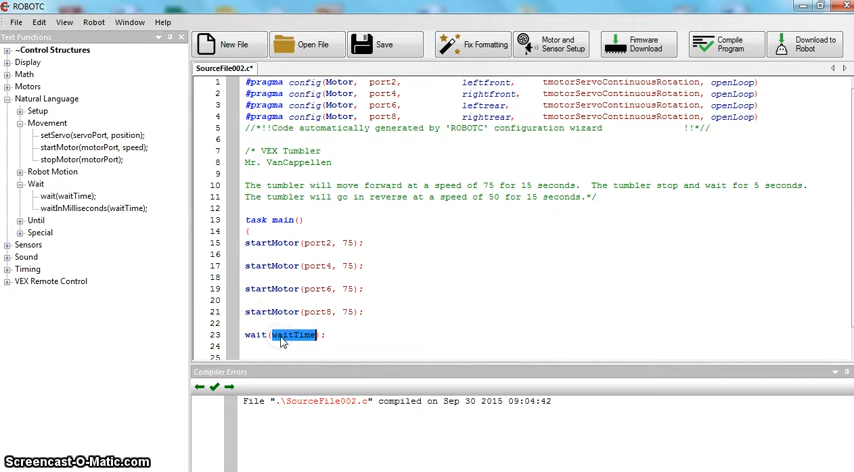 ROBOTC
File Edit View Robot Window Help
Text Functions
New File Open File Save Fix Formatting Motor and Sensor Setup Firmware Download Compile Program Download to Robot
~Control Structures
Display
Math
Motors
Natural Language
Setup
Movement
setServo(servoPort, position);
startMotor(motorPort, speed);
stopMotor(motorPort);
Robot Motion
Wait
wait(waitTime);
waitInMilliseconds(waitTime);
Until
Special
Sensors
Sound
Timing
VEX Remote Control
SourceFile002.c*
1 #pragma config(Motor, port2, leftfront, tmotorServoContinuousRotation, openLoop)
2 #pragma config(Motor, port4, rightfront, tmotorServoContinuousRotation, openLoop)
3 #pragma config(Motor, port6, leftrear, tmotorServoContinuousRotation, openLoop)
4 #pragma config(Motor, port8, rightrear, tmotorServoContinuousRotation, openLoop)
5 //*!!Code automatically generated by 'ROBOTC' configuration wizard !!*//
6
7 /* VEX Tumbler
8 Mr. VanCappellen
9
10 The tumbler will move forward at a speed of 75 for 15 seconds. The tumbler stop and wait for 5 seconds.
11 The tumbler will go in reverse at a speed of 50 for 15 seconds.*/
12
13 task main()
14 {
15 startMotor(port2, 75);
16
17 startMotor(port4, 75);
18
19 startMotor(port6, 75);
20
21 startMotor(port8, 75);
22
23 wait(waitTime);
24
25
Compiler Errors
File ".\SourceFile002.c" compiled on Sep 30 2015 09:04:42
Screencast-O-Matic.com